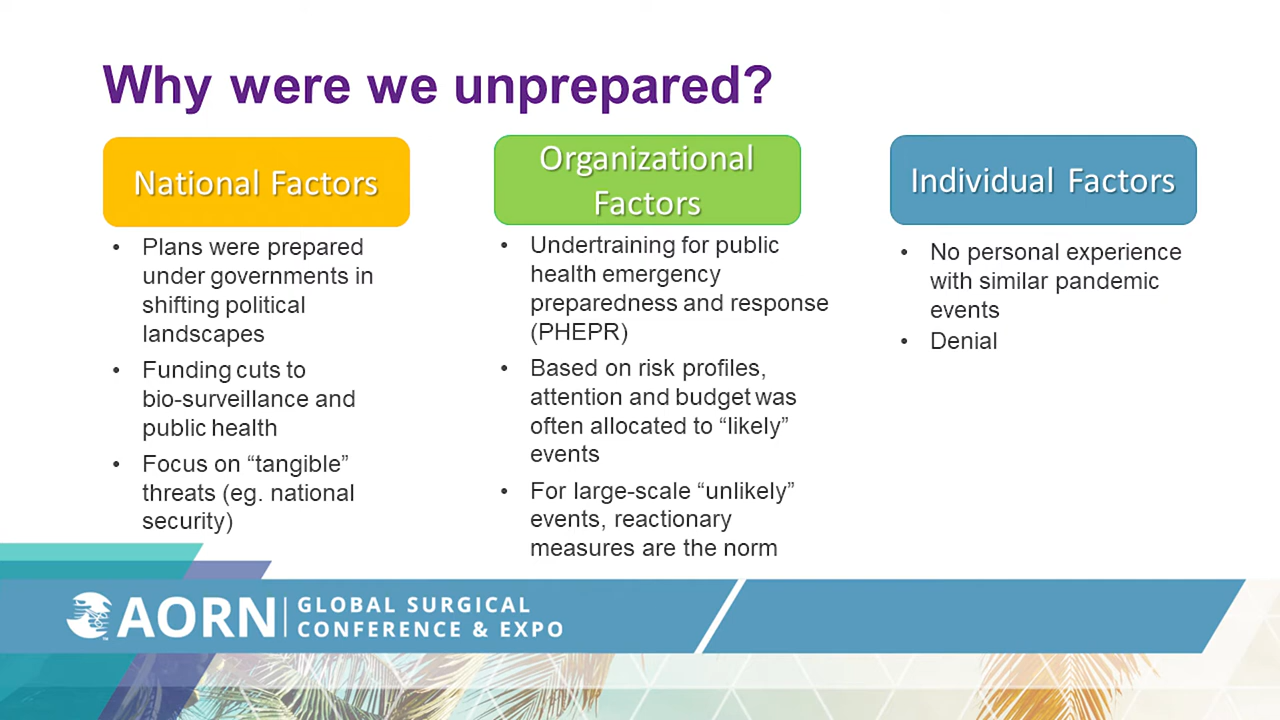 Why were we unprepared?
National Factors
• Plans were prepared
under governments in
shifting political
landscapes
• Funding cuts to
bio-surveillance and
public health
• Focus on “tangible”
threats (eg. national
security)
Organizational
Factors
• Undertraining for public
health emergency
preparedness and response
(PHEPR)
• Based on risk profiles,
attention and budget was
often allocated to “likely”
events
• For large-scale “unlikely”
events, reactionary
measures are the norm
Individual Factors
• No personal experience
with similar pandemic
events
• Denial
AORN
GLOBAL SURGICAL
CONFERENCE & EXPO